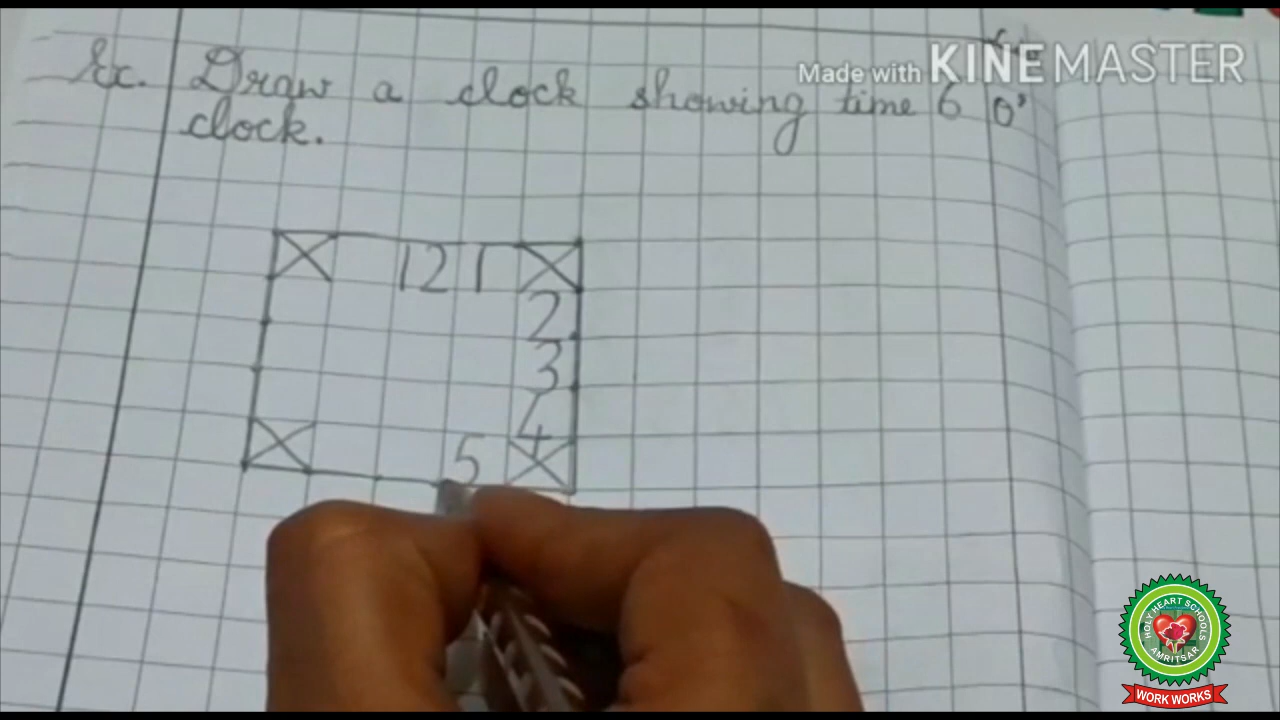 Made with KINEMASTER
Ex. Draw a clock showing time 6 O'
clock.
12 1
2
3
4
5
HOLY HEART SCHOOLS
AMRITSAR
WORK WORKS